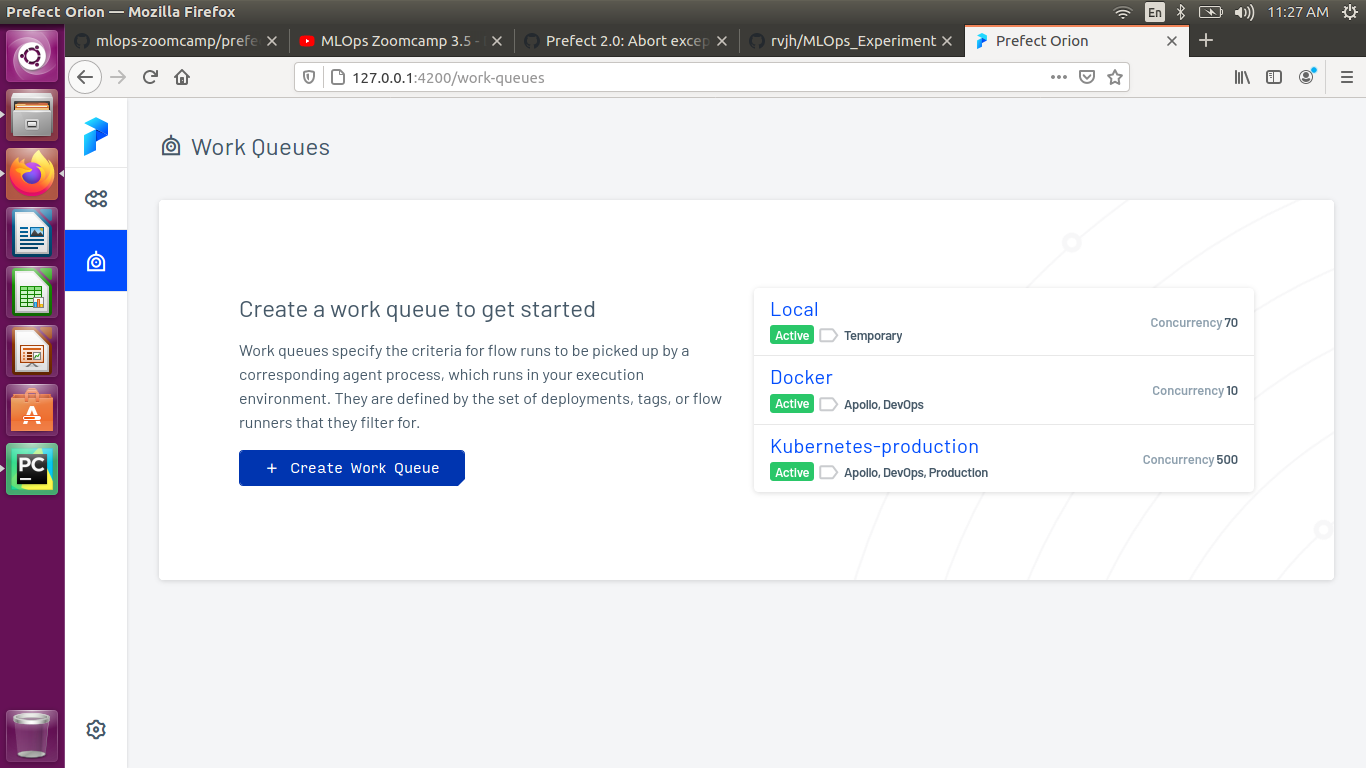 Prefect Orion — Mozilla Firefox
En
11:27 AM
mlops-zoomcamp/prefe
MLOps Zoomcamp 3.5 -
Prefect 2.0: Abort excep
rvjh/MLOps_Experiment
Prefect Orion
127.0.0.1:4200/work-queues
Work Queues
Create a work queue to get started
Work queues specify the criteria for flow runs to be picked up by a
corresponding agent process, which runs in your execution
environment. They are defined by the set of deployments, tags, or flow
runners that they filter for.
+ Create Work Queue
Local
Active Temporary
Concurrency 70
Docker
Active Apollo, DevOps
Concurrency 10
Kubernetes-production
Active Apollo, DevOps, Production
Concurrency 500
PC